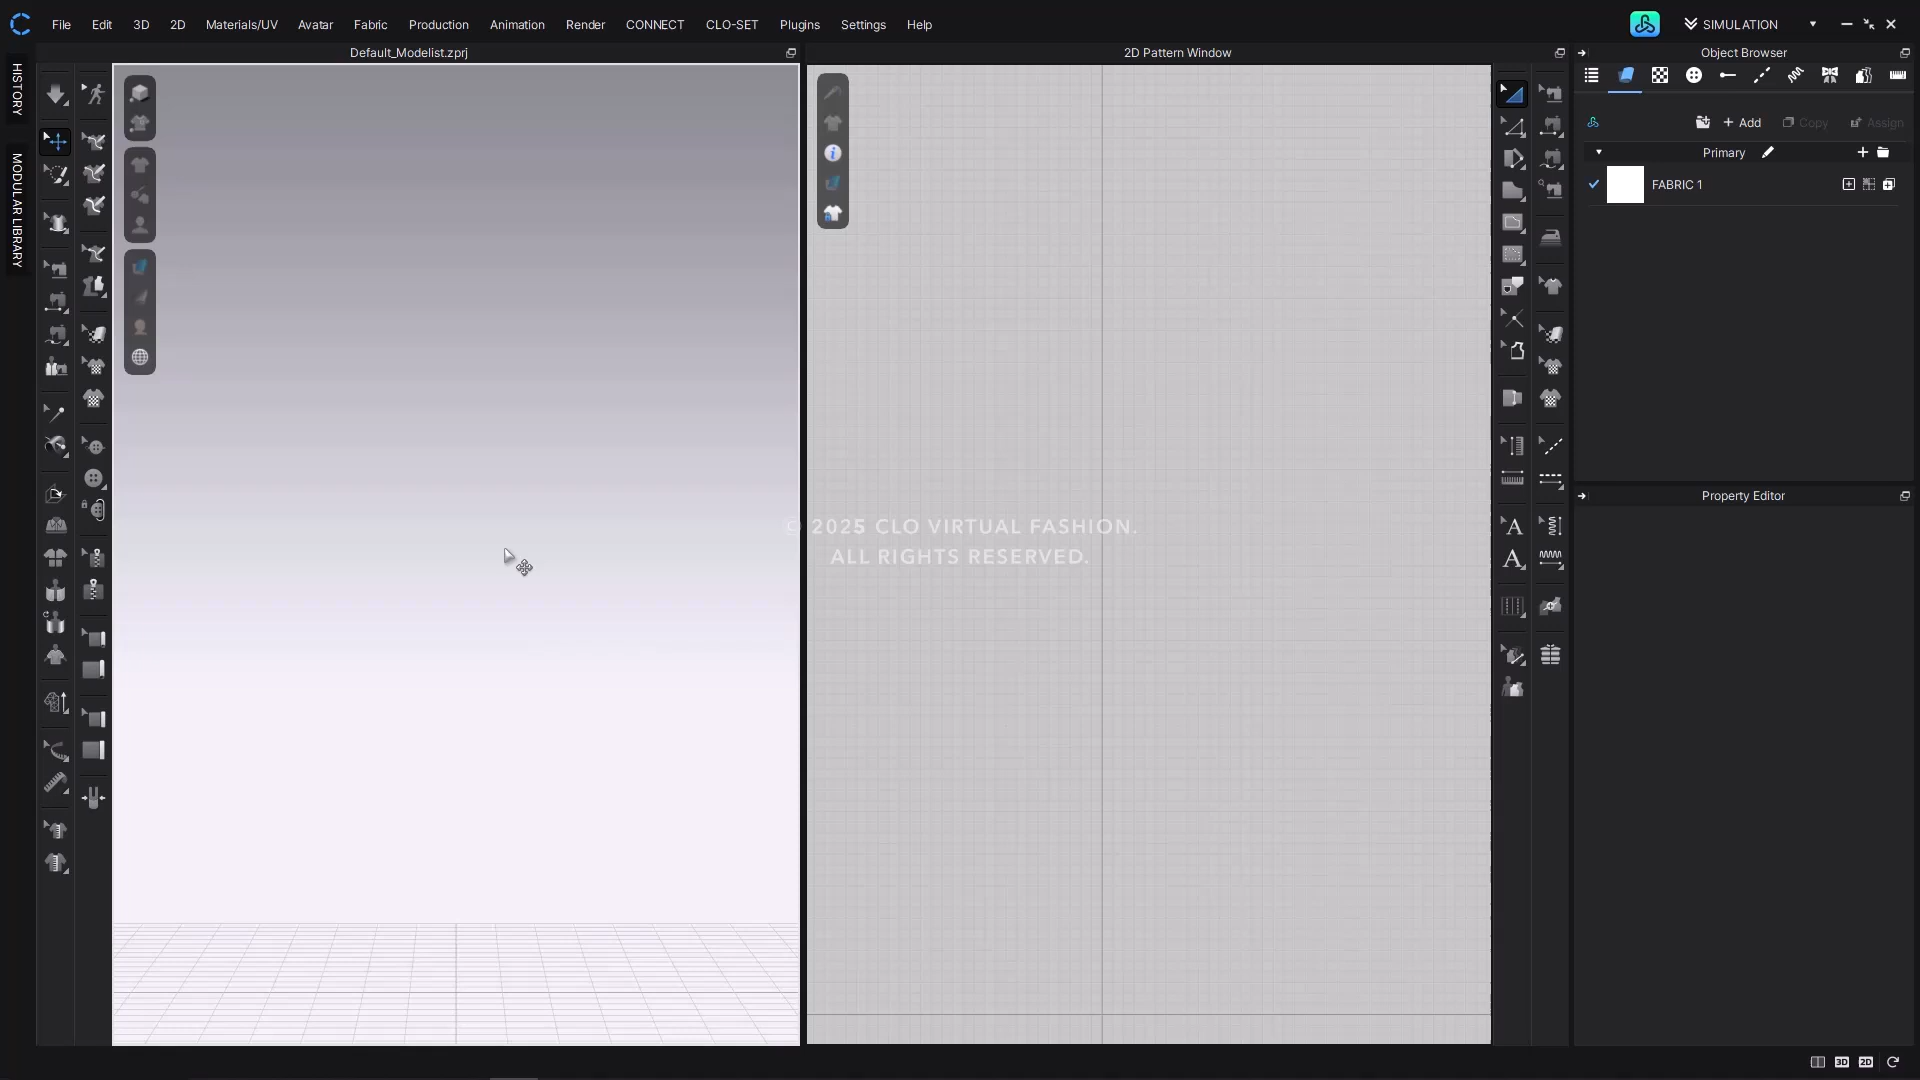 File Edit 3D 2D Materials/UV Avatar Fabric Production Animation Render CONNECT CLO-SET Plugins Settings Help
SIMULATION
Default_Modelist.zprj
2D Pattern Window
Object Browser
HISTORY
MODULAR LIBRARY
+ Add
Copy
Assign
Primary
FABRIC 1
Property Editor
© 2025 CLO VIRTUAL FASHION.
ALL RIGHTS RESERVED.
A
A
3D
2D